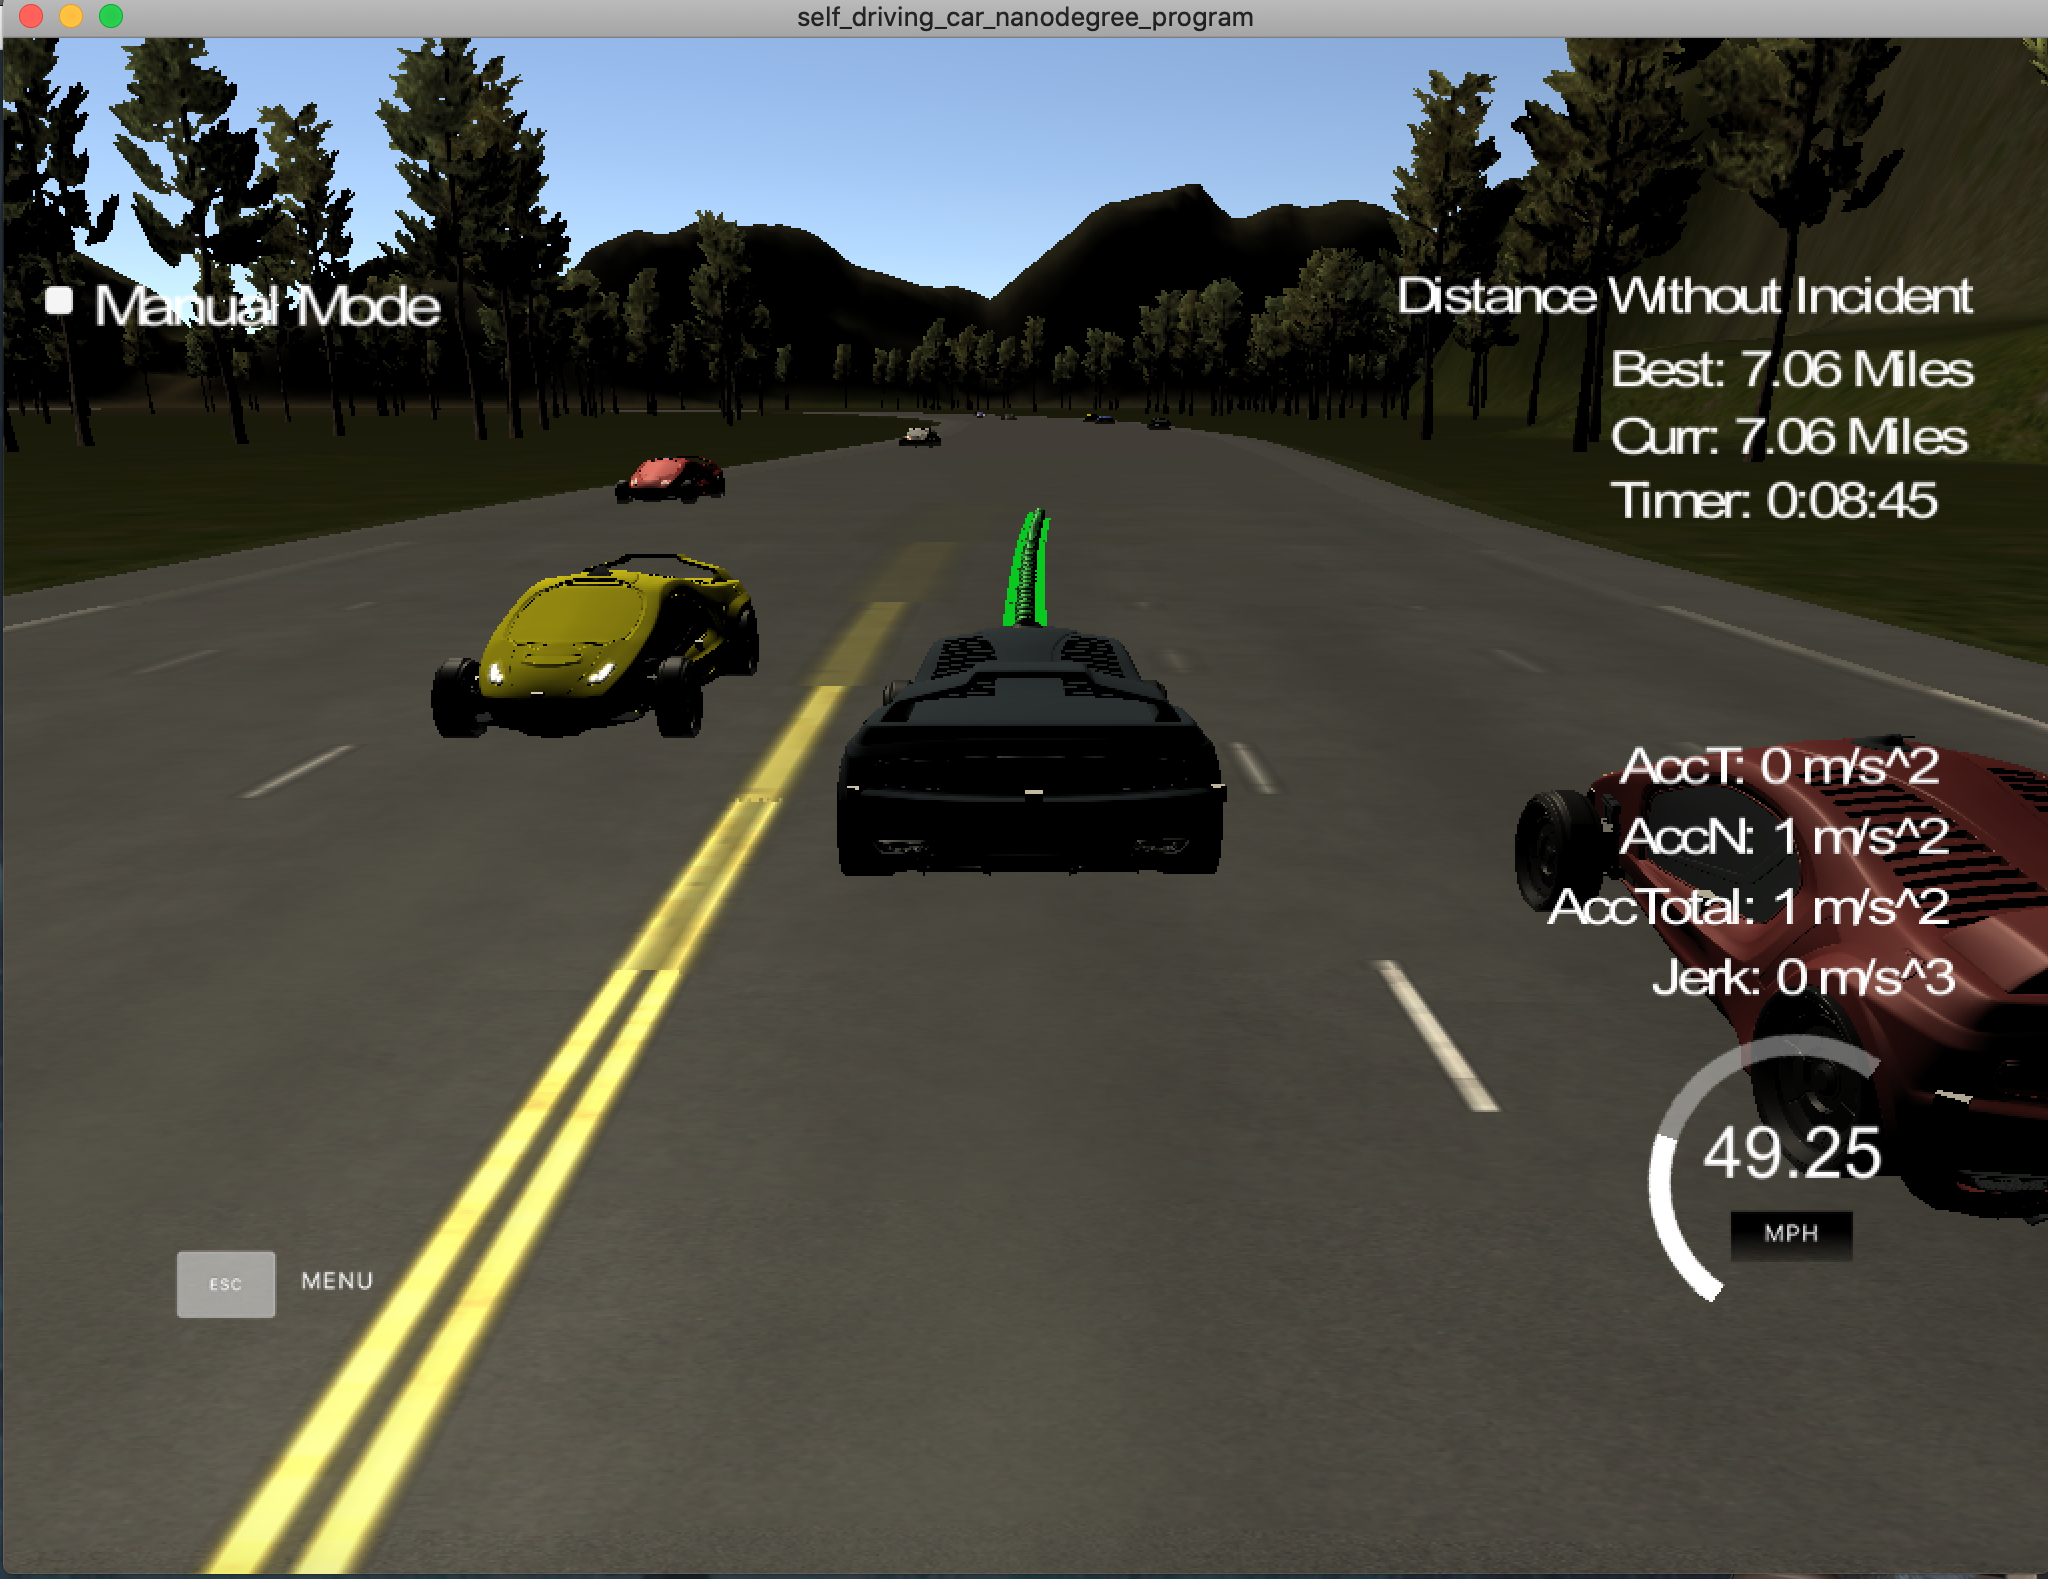 self_driving_car_nanodegree_program
Manual Mode
Distance Without Incident
Best: 7.06 Miles
Curr: 7.06 Miles
Timer: 0:08:45
AccT: 0 m/s^2
AccN: 1 m/s^2
AccTotal: 1 m/s^2
Jerk: 0 m/s^3
49.25
MPH
ESC MENU